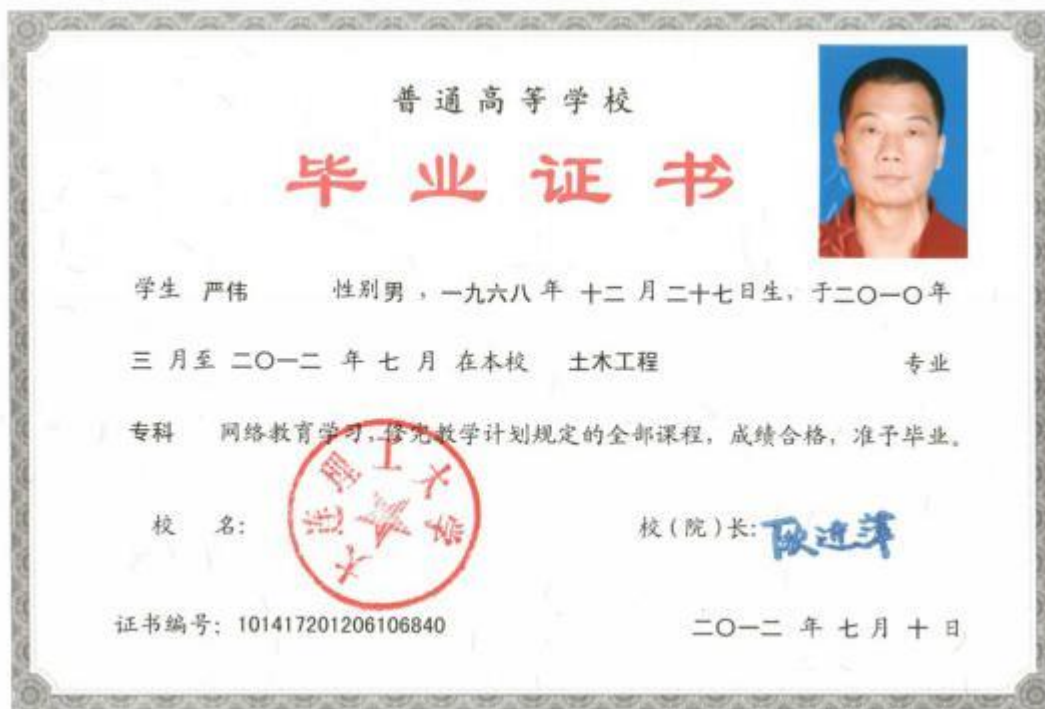 普通高等学校
毕业证书
学生 严伟 性别男，一九六八年 十二月二十七日生，于二〇一〇年
三 月至 二〇一二 年 七 月 在本校 土木工程 专业
专科 网络教育学习，修完教学计划规定的全部课程，成绩合格，准予毕业。
校 名：
大连理工大学
校（院）长：
证书编号：101417201206106840
二〇一二 年 七 月 十 日